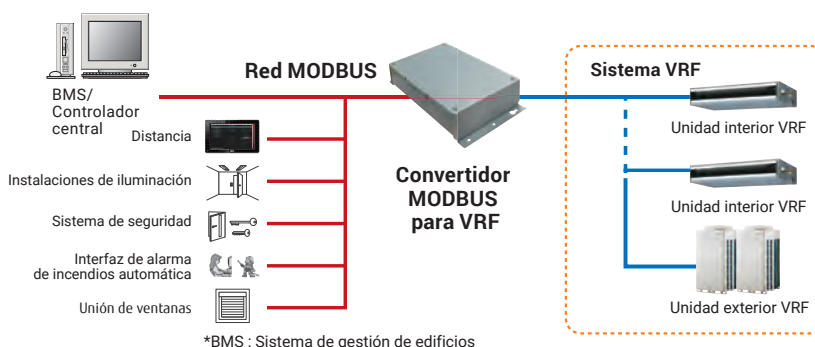 Red MODBUS
Sistema VRF
BMS/
Controlador
central
Distancia
Unidad interior VRF
Instalaciones de iluminación
Convertidor
MODBUS
para VRF
Unidad interior VRF
Sistema de seguridad
Interfaz de alarma
de incendios automática
Unión de ventanas
Unidad exterior VRF
*BMS : Sistema de gestión de edificios